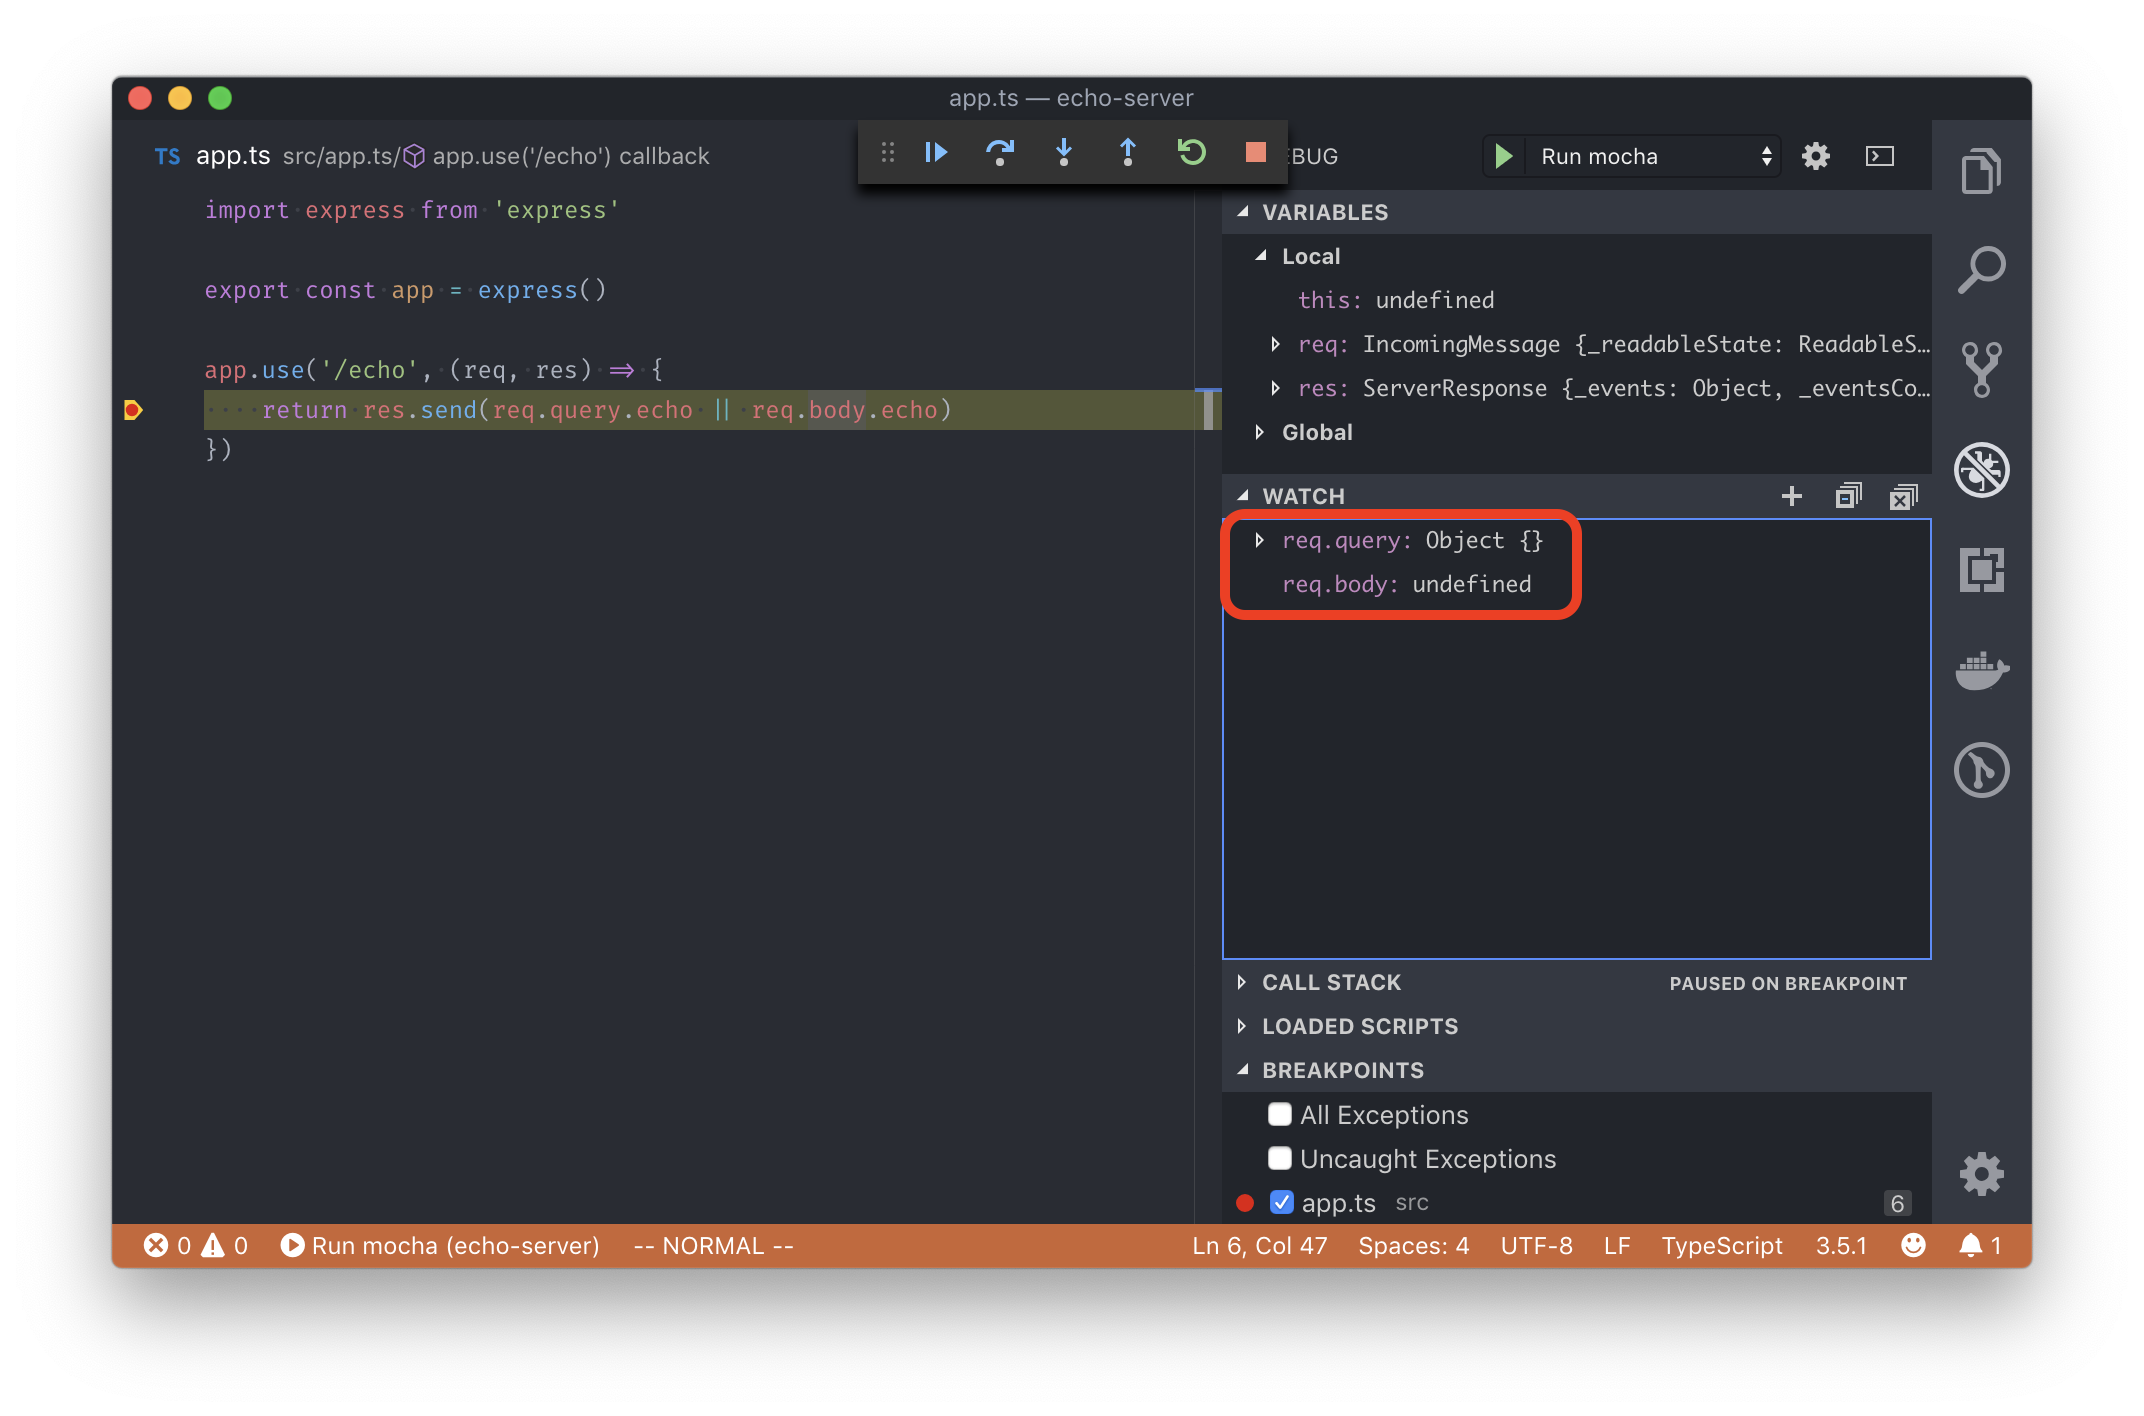 app.ts — echo-server
TS app.ts src/app.ts/ app.use('/echo') callback
import express from 'express'
export const app = express()
app.use('/echo', (req, res) => {
return res.send(req.query.echo || req.body.echo)
})
EBUG
Run mocha
VARIABLES
Local
this: undefined
req: IncomingMessage {_readableState: ReadableS…
res: ServerResponse {_events: Object, _eventsCo…
Global
WATCH
req.query: Object {}
req.body: undefined
CALL STACK PAUSED ON BREAKPOINT
LOADED SCRIPTS
BREAKPOINTS
All Exceptions
Uncaught Exceptions
app.ts src 6
0 0 Run mocha (echo-server) -- NORMAL -- Ln 6, Col 47 Spaces: 4 UTF-8 LF TypeScript 3.5.1 1